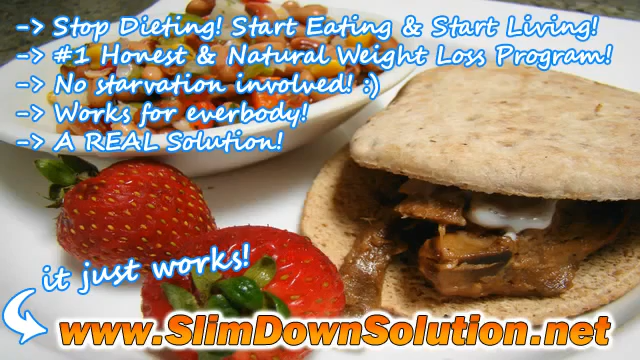 -> Stop Dieting! Start Eating & Start Living!
-> #1 Honest & Natural Weight Loss Program!
-> No starvation involved! :)
-> Works for everbody!
-> A REAL Solution!
it just works!
www.SlimDownSolution.net